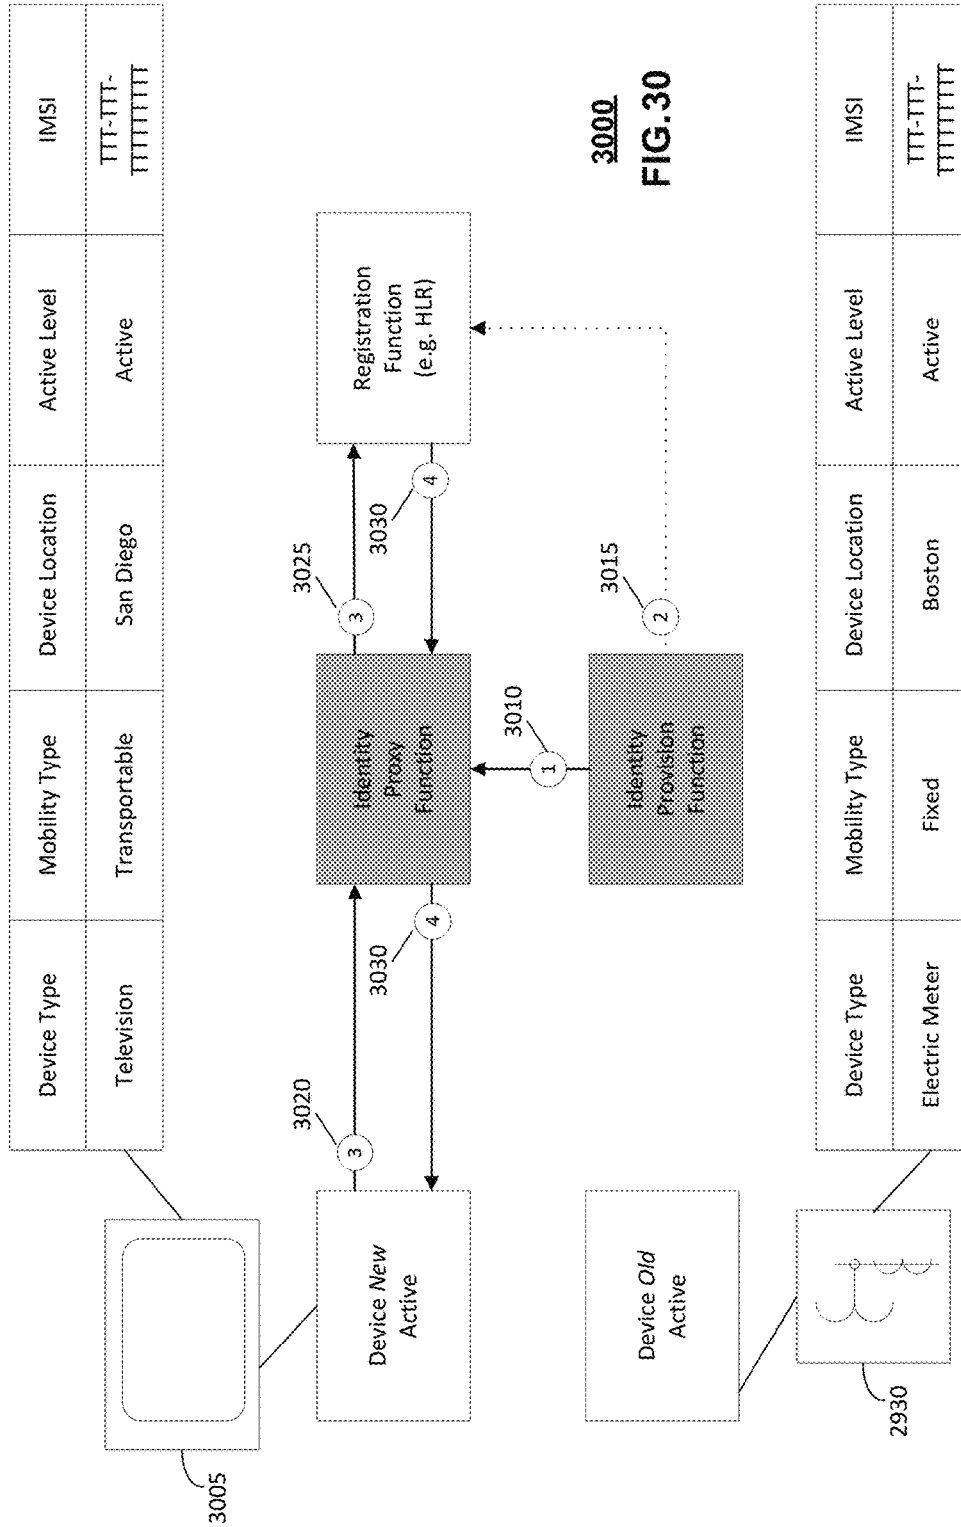 Device Type
Mobility Type
Device Location
Active Level
IMSI
Television
Transportable
San Diego
Active
TTT-TTT-
TTTTTTTTT
3005
Device New
Active
3020
3
3030
4
Identity
Proxy
Function
3025
3
3030
4
Registration
Function
(e.g. HLR)
3010
1
Device Old
Active
Identity
Provision
Function
3015
2
3000
FIG.30
2930
Device Type
Mobility Type
Device Location
Active Level
IMSI
Electric Meter
Fixed
Boston
Active
TTT-TTT-
TTTTTTTTT